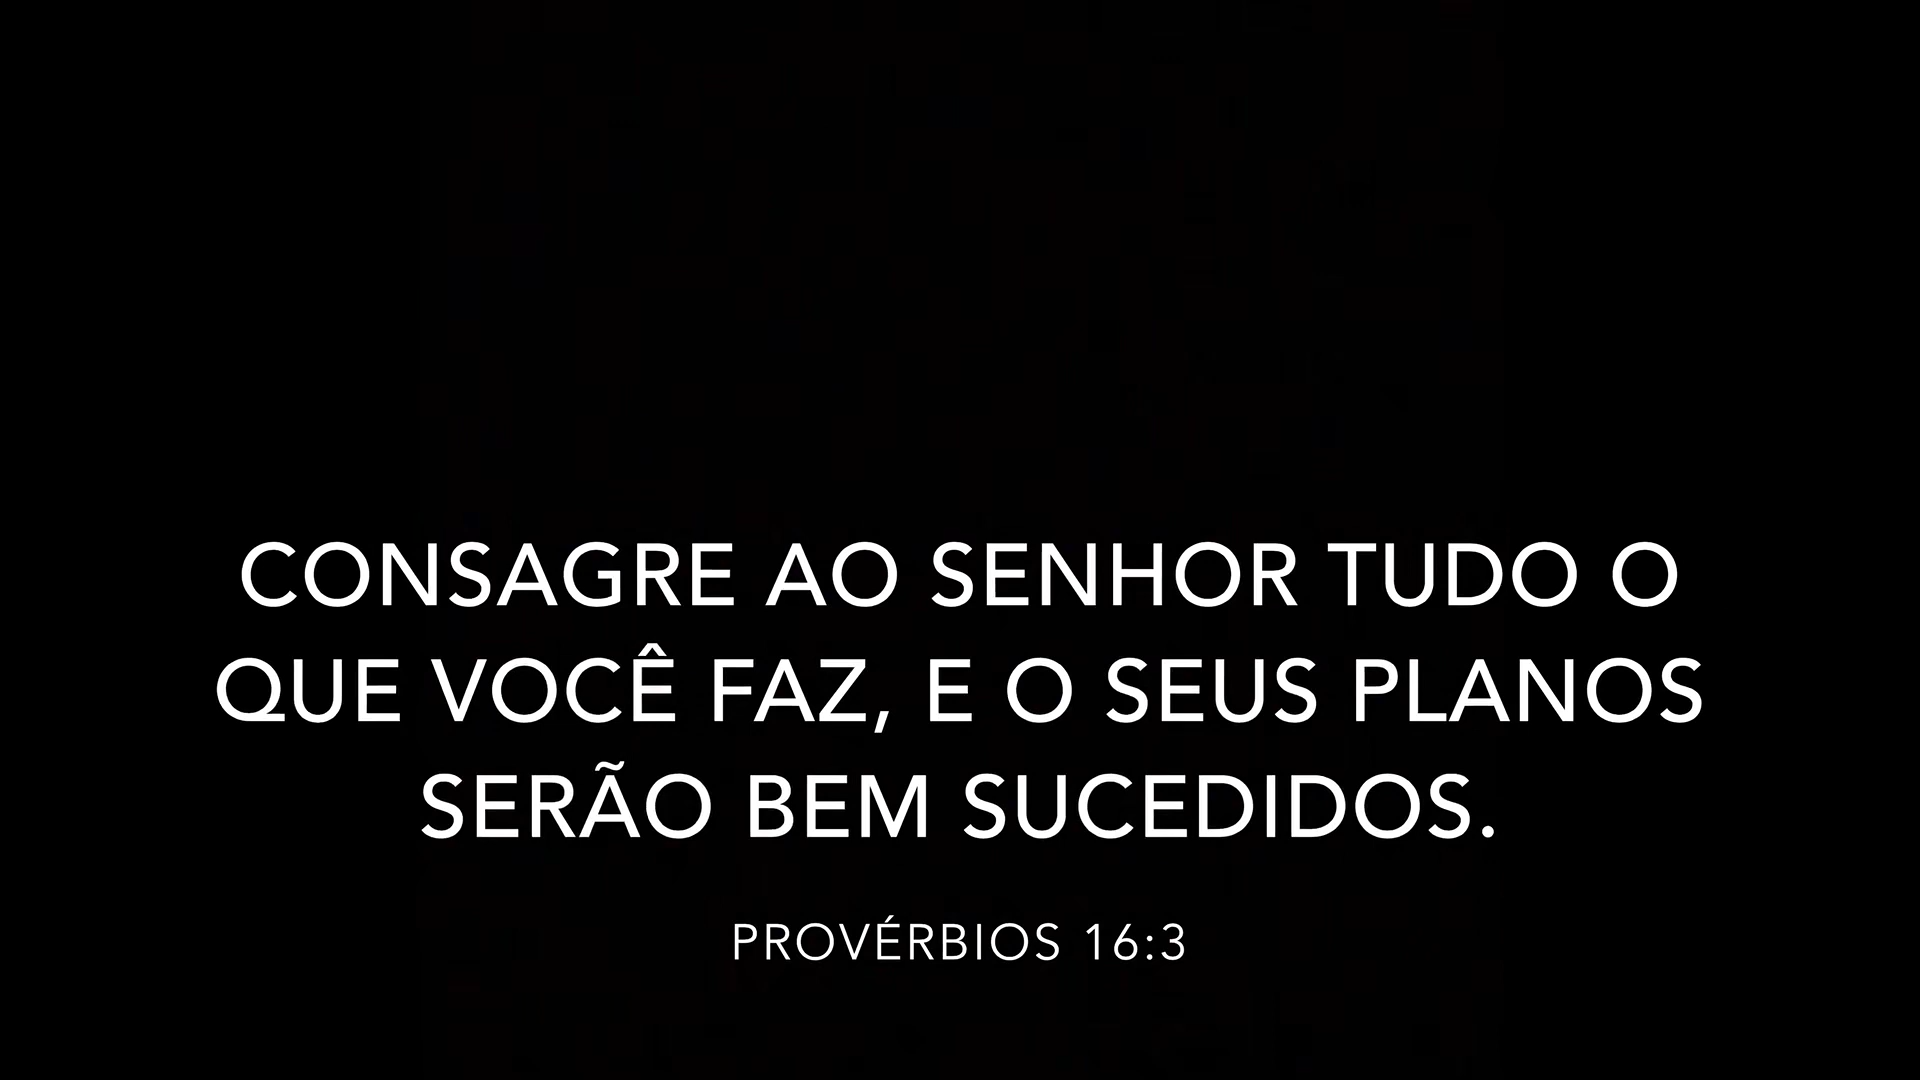 CONSAGRE AO SENHOR TUDO O
QUE VOCÊ FAZ, E O SEUS PLANOS
SERÃO BEM SUCEDIDOS.
PROVÉRBIOS 16:3